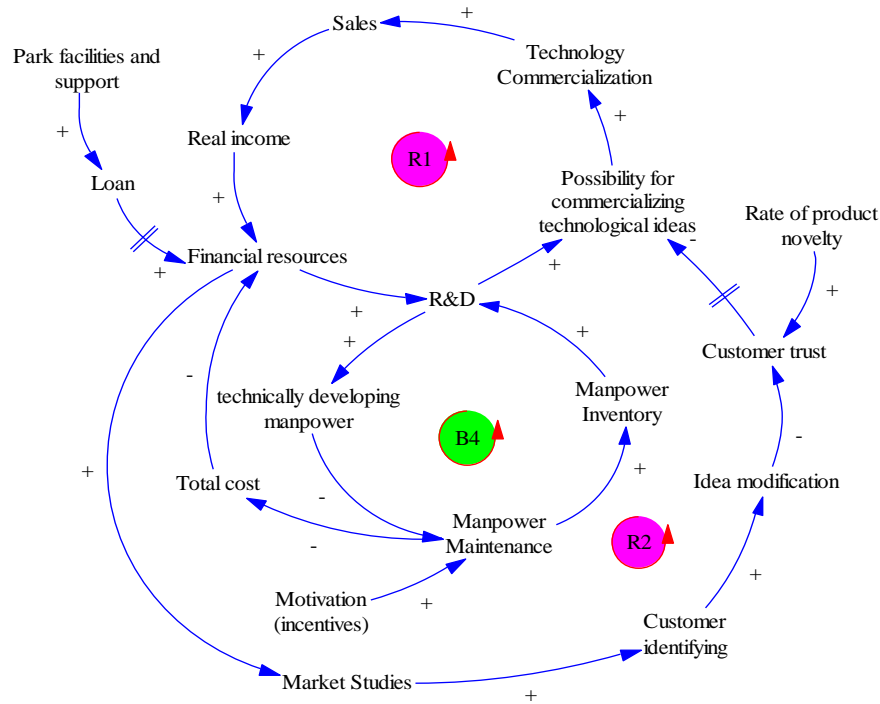 Sales
+
+
Park facilities and
support
Technology
Commercialization
+
+
+
Real income
R1
Loan
Possibility for
commercializing
technological ideas
+
Rate of product
novelty
-
Financial resources
+
+
+
R&D
+
+
+
Customer trust
-
technically developing
manpower
Manpower
Inventory
B4
-
+
+
Total cost
-
Idea modification
Manpower
Maintenance
R2
-
+
Motivation
(incentives)
+
Customer
identifying
Market Studies
+